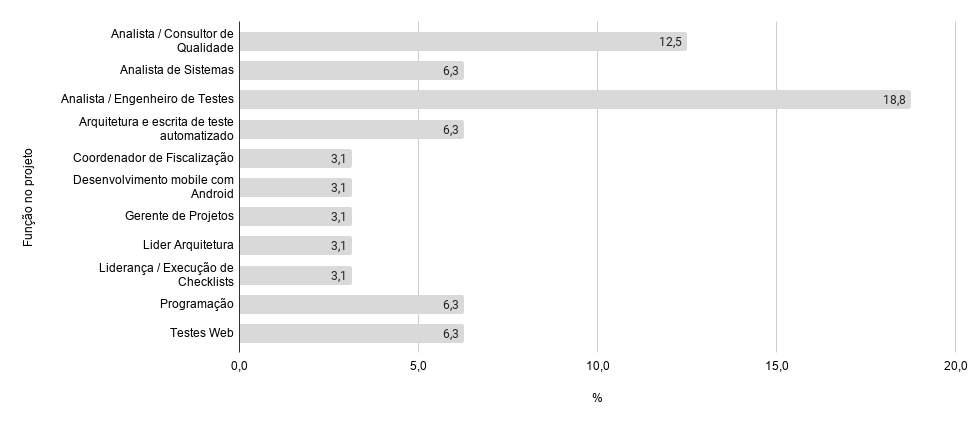 Função no projeto
Analista / Consultor de
Qualidade
12,5
Analista de Sistemas
6,3
Analista / Engenheiro de Testes
18,8
Arquitetura e escrita de teste
automatizado
6,3
Coordenador de Fiscalização
3,1
Desenvolvimento mobile com
Android
3,1
Gerente de Projetos
3,1
Lider Arquitetura
3,1
Liderança / Execução de
Checklists
3,1
Programação
6,3
Testes Web
6,3
0,0
5,0
10,0
15,0
20,0
%